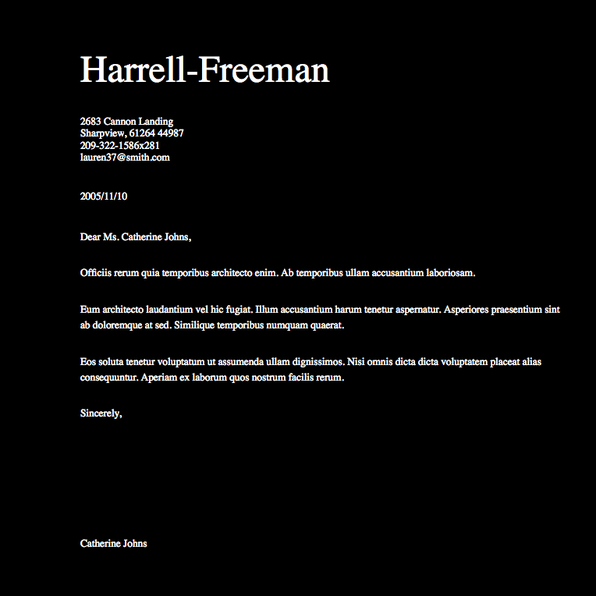 Harrell-Freeman
2683 Cannon Landing
Sharpview, 61264 44987
209-322-1586x281
lauren37@smith.com
2005/11/10
Dear Ms. Catherine Johns,
Officiis rerum quia temporibus architecto enim. Ab temporibus ullam accusantium laboriosam.
Eum architecto laudantium vel hic fugiat. Illum accusantium harum tenetur aspernatur. Asperiores praesentium sint
ab doloremque at sed. Similique temporibus numquam quaerat.
Eos soluta tenetur voluptatum ut assumenda ullam dignissimos. Nisi omnis dicta dicta voluptatem placeat alias
consequuntur. Aperiam ex laborum quos nostrum facilis rerum.
Sincerely,
Catherine Johns